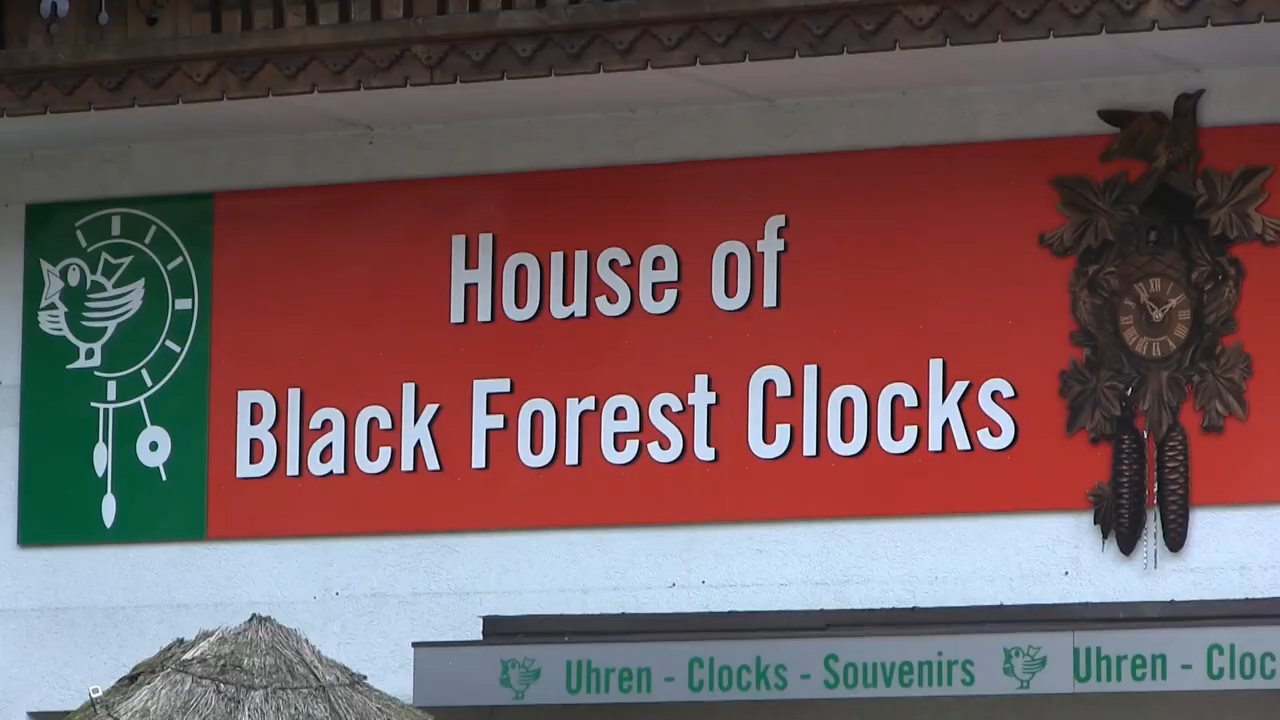 House of
Black Forest Clocks
Uhren - Clocks - Souvenirs
Uhren - Cloc